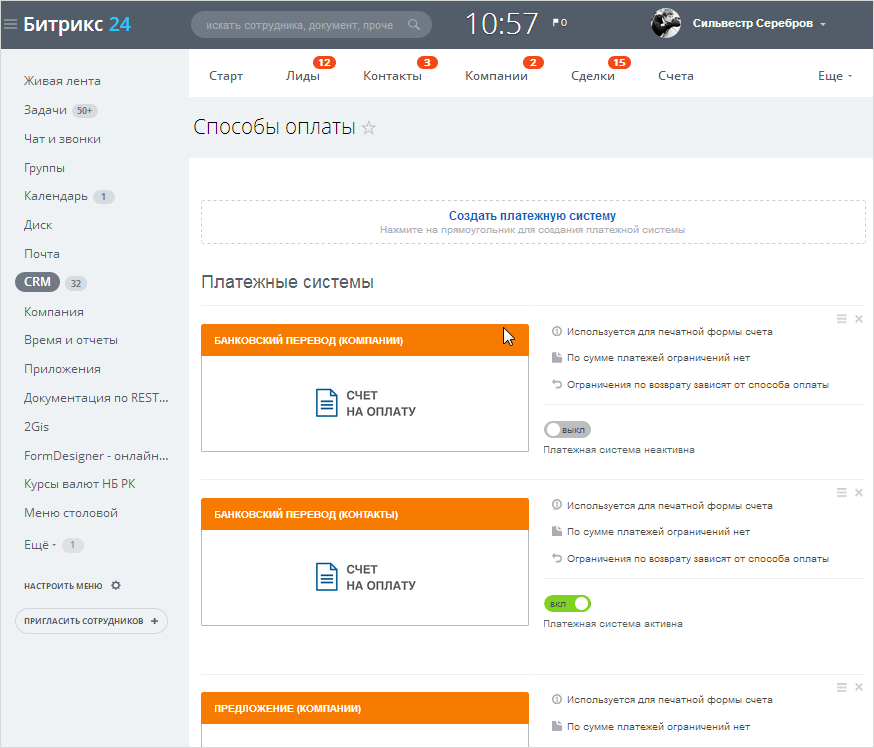 Битрикс 24
искать сотрудника, документ, проче
10:57
0
Сильвестр Серебров
Живая лента
Задачи 50+
Чат и звонки
Группы
Календарь 1
Диск
Почта
CRM 32
Компания
Время и отчеты
Приложения
Документация по REST...
2Gis
FormDesigner - онлайн...
Курсы валют НБ РК
Меню столовой
Ещё 1
НАСТРОИТЬ МЕНЮ
ПРИГЛАСИТЬ СОТРУДНИКОВ +
Старт Лиды 12 Контакты 3 Компании 2 Сделки 15 Счета Еще
Способы оплаты
Создать платежную систему
Нажмите на прямоугольник для создания платежной системы
Платежные системы
БАНКОВСКИЙ ПЕРЕВОД (КОМПАНИИ)
СЧЕТ
НА ОПЛАТУ
Используется для печатной формы счета
По сумме платежей ограничений нет
Ограничения по возврату зависят от способа оплаты
ВЫКЛ
Платежная система неактивна
БАНКОВСКИЙ ПЕРЕВОД (КОНТАКТЫ)
СЧЕТ
НА ОПЛАТУ
Используется для печатной формы счета
По сумме платежей ограничений нет
Ограничения по возврату зависят от способа оплаты
ВКЛ
Платежная система активна
ПРЕДЛОЖЕНИЕ (КОМПАНИИ)
Используется для печатной формы счета
По сумме платежей ограничений нет